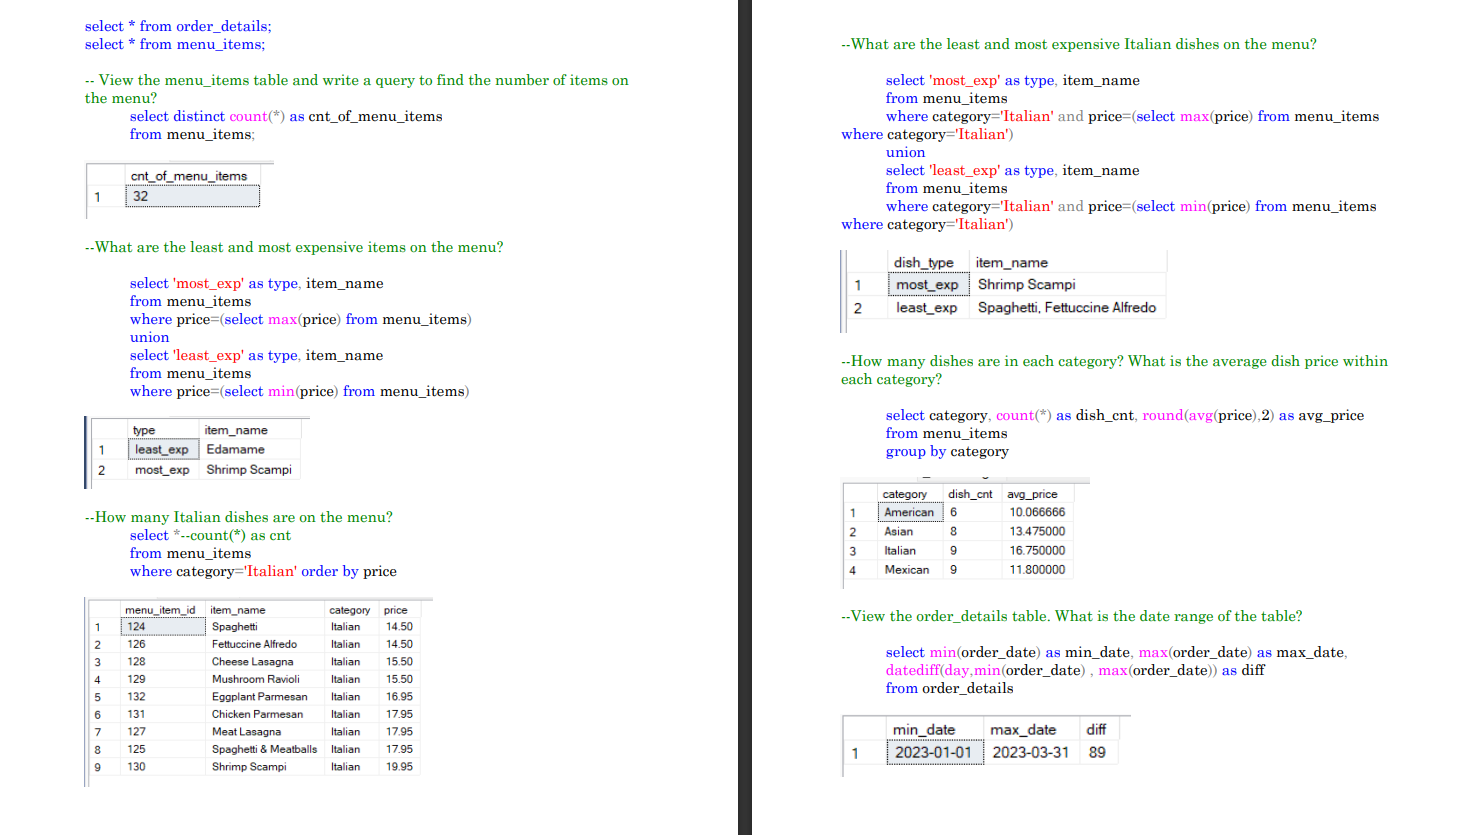 select * from order_details;
select * from menu_items;
-- View the menu_items table and write a query to find the number of items on
the menu?
select distinct count(*) as cnt_of_menu_items
from menu_items;
cnt_of_menu_items
1 32
--What are the least and most expensive items on the menu?
select 'most_exp' as type, item_name
from menu_items
where price=(select max(price) from menu_items)
union
select 'least_exp' as type, item_name
from menu_items
where price=(select min(price) from menu_items)
type item_name
1 least_exp Edamame
2 most_exp Shrimp Scampi
--How many Italian dishes are on the menu?
select *--count(*) as cnt
from menu_items
where category='Italian' order by price
menu_item_id item_name category price
1 124 Spaghetti Italian 14.50
2 126 Fettuccine Alfredo Italian 14.50
3 128 Cheese Lasagna Italian 15.50
4 129 Mushroom Ravioli Italian 15.50
5 132 Eggplant Parmesan Italian 16.95
6 131 Chicken Parmesan Italian 17.95
7 127 Meat Lasagna Italian 17.95
8 125 Spaghetti & Meatballs Italian 17.95
9 130 Shrimp Scampi Italian 19.95
--What are the least and most expensive Italian dishes on the menu?
select 'most_exp' as type, item_name
from menu_items
where category='Italian' and price=(select max(price) from menu_items
where category='Italian')
union
select 'least_exp' as type, item_name
from menu_items
where category='Italian' and price=(select min(price) from menu_items
where category='Italian')
dish_type item_name
1 most_exp Shrimp Scampi
2 least_exp Spaghetti, Fettuccine Alfredo
--How many dishes are in each category? What is the average dish price within
each category?
select category, count(*) as dish_cnt, round(avg(price),2) as avg_price
from menu_items
group by category
category dish_cnt avg_price
1 American 6 10.066666
2 Asian 8 13.475000
3 Italian 9 16.750000
4 Mexican 9 11.800000
--View the order_details table. What is the date range of the table?
select min(order_date) as min_date, max(order_date) as max_date,
datediff(day,min(order_date) , max(order_date)) as diff
from order_details
min_date max_date diff
1 2023-01-01 2023-03-31 89